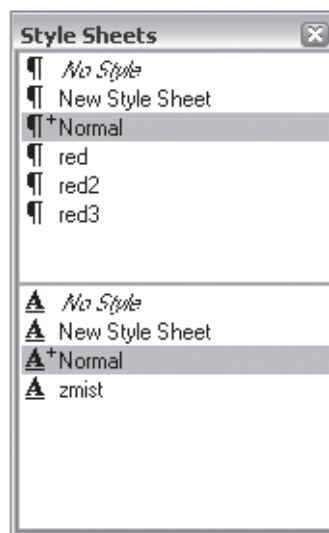 Style Sheets
¶ No Style
¶ New Style Sheet
¶+Normal
¶ red
¶ red2
¶ red3
A No Style
A New Style Sheet
A+Normal
A zmist